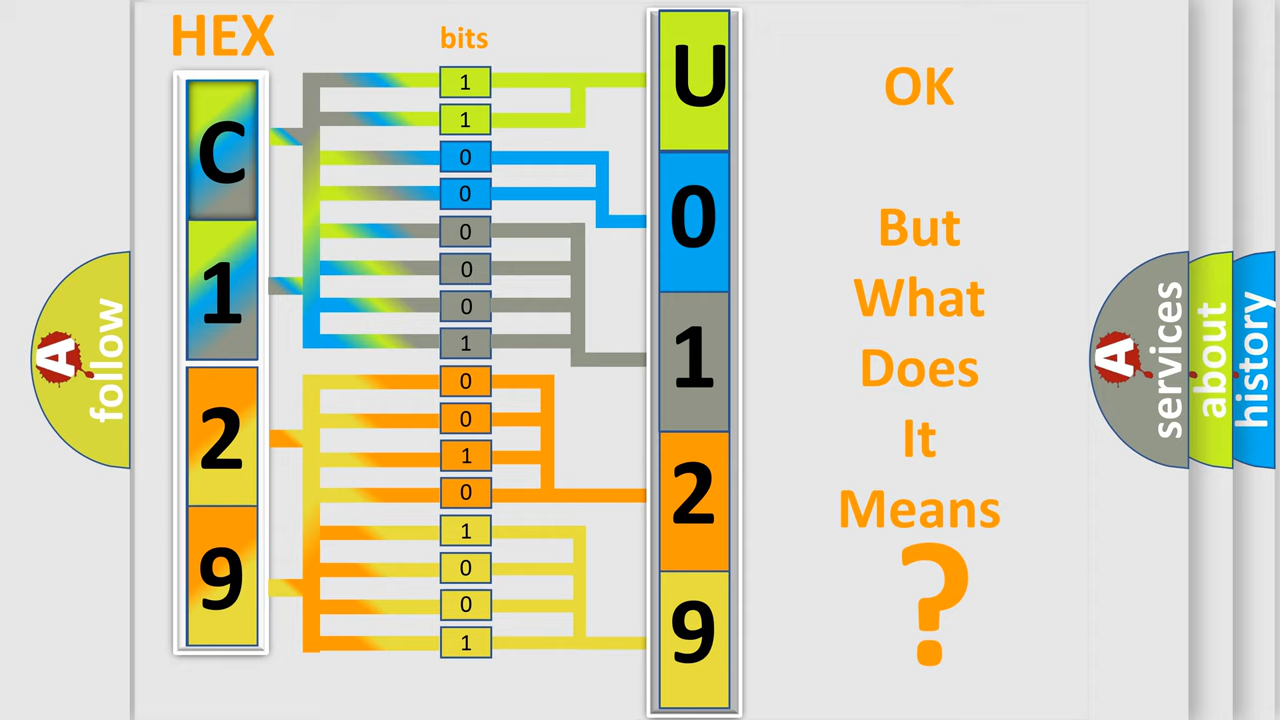 HEX
bits
C
1
2
9
1
1
0
0
0
0
0
1
0
0
1
0
1
0
0
1
U
0
1
2
9
OK
But
What
Does
It
Means
?
A
follow
A
services
about
history